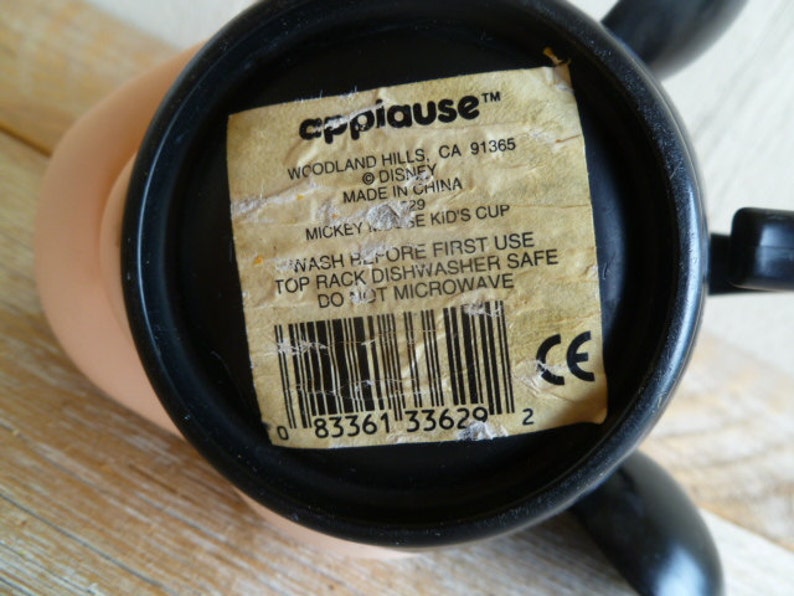 applause™
WOODLAND HILLS, CA 91365
© DISNEY
MADE IN CHINA
29
MICKEY MOUSE KID'S CUP
WASH BEFORE FIRST USE
TOP RACK DISHWASHER SAFE
DO NOT MICROWAVE
CE
0 83361 33629 2